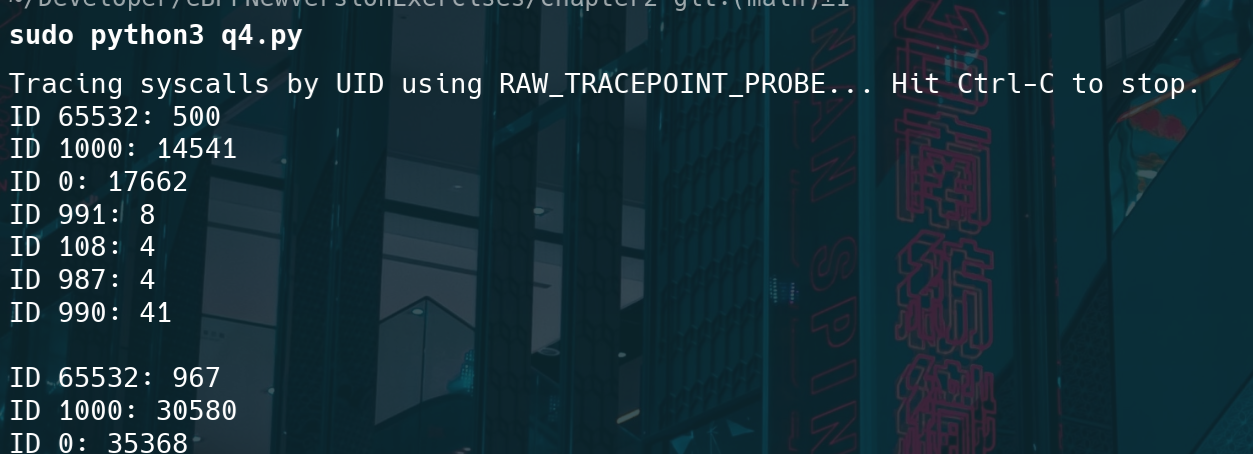 ~/Developer/eBPFNewVersionExercises/Chapter2 git:(main)±1
sudo python3 q4.py
Tracing syscalls by UID using RAW_TRACEPOINT_PROBE... Hit Ctrl-C to stop.
ID 65532: 500
ID 1000: 14541
ID 0: 17662
ID 991: 8
ID 108: 4
ID 987: 4
ID 990: 41
ID 65532: 967
ID 1000: 30580
ID 0: 35368